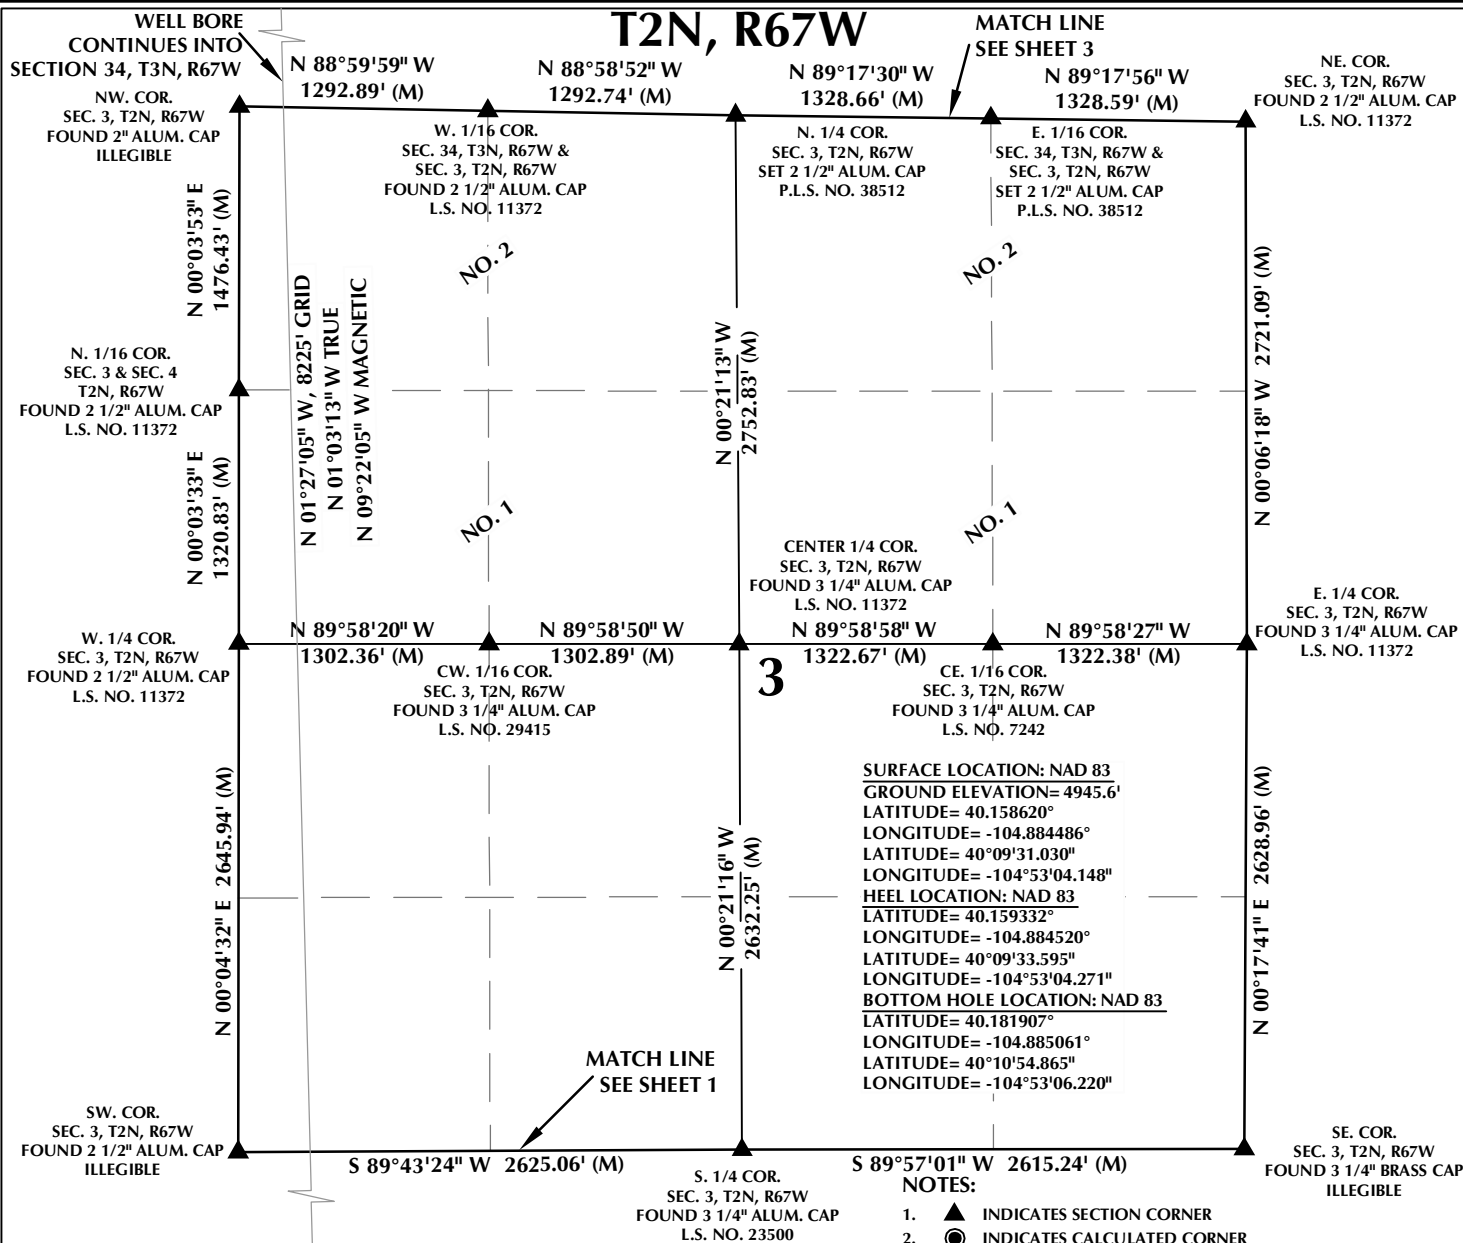 T2N, R67W
WELL BORE
CONTINUES INTO
SECTION 34, T3N, R67W
MATCH LINE
SEE SHEET 3
N 88°59'59" W
1292.89' (M)
N 88°58'52" W
1292.74' (M)
N 89°17'30" W
1328.66' (M)
N 89°17'56" W
1328.59' (M)
NE. COR.
SEC. 3, T2N, R67W
FOUND 2 1/2" ALUM. CAP
L.S. NO. 11372
NW. COR.
SEC. 3, T2N, R67W
FOUND 2" ALUM. CAP
ILLEGIBLE
W. 1/16 COR.
SEC. 34, T3N, R67W &
SEC. 3, T2N, R67W
FOUND 2 1/2" ALUM. CAP
L.S. NO. 11372
N. 1/4 COR.
SEC. 3, T2N, R67W
SET 2 1/2" ALUM. CAP
P.L.S. NO. 38512
E. 1/16 COR.
SEC. 34, T3N, R67W &
SEC. 3, T2N, R67W
SET 2 1/2" ALUM. CAP
P.L.S. NO. 38512
N 00°03'53" E
1476.43' (M)
NO. 2
NO. 2
N 00°06'18" W 2721.09' (M)
N 01°27'05" W, 8225' GRID
N 01°03'13" W TRUE
N 09°22'05" W MAGNETIC
N 00°21'13" W
2752.83' (M)
N. 1/16 COR.
SEC. 3 & SEC. 4
T2N, R67W
FOUND 2 1/2" ALUM. CAP
L.S. NO. 11372
N 00°03'33" E
1320.83' (M)
NO. 1
NO. 1
CENTER 1/4 COR.
SEC. 3, T2N, R67W
FOUND 3 1/4" ALUM. CAP
L.S. NO. 11372
E. 1/4 COR.
SEC. 3, T2N, R67W
FOUND 3 1/4" ALUM. CAP
L.S. NO. 11372
W. 1/4 COR.
SEC. 3, T2N, R67W
FOUND 2 1/2" ALUM. CAP
L.S. NO. 11372
N 89°58'20" W
1302.36' (M)
N 89°58'50" W
1302.89' (M)
N 89°58'58" W
1322.67' (M)
N 89°58'27" W
1322.38' (M)
3
CW. 1/16 COR.
SEC. 3, T2N, R67W
FOUND 3 1/4" ALUM. CAP
L.S. NO. 29415
CE. 1/16 COR.
SEC. 3, T2N, R67W
FOUND 3 1/4" ALUM. CAP
L.S. NO. 7242
N 00°04'32" E 2645.94' (M)
N 00°21'16" W
2632.25' (M)
N 00°17'41" E 2628.96' (M)
SURFACE LOCATION: NAD 83
GROUND ELEVATION= 4945.6'
LATITUDE= 40.158620°
LONGITUDE= -104.884486°
LATITUDE= 40°09'31.030"
LONGITUDE= -104°53'04.148"
HEEL LOCATION: NAD 83
LATITUDE= 40.159332°
LONGITUDE= -104.884520°
LATITUDE= 40°09'33.595"
LONGITUDE= -104°53'04.271"
BOTTOM HOLE LOCATION: NAD 83
LATITUDE= 40.181907°
LONGITUDE= -104.885061°
LATITUDE= 40°10'54.865"
LONGITUDE= -104°53'06.220"
MATCH LINE
SEE SHEET 1
SW. COR.
SEC. 3, T2N, R67W
FOUND 2 1/2" ALUM. CAP
ILLEGIBLE
S 89°43'24" W 2625.06' (M)
S 89°57'01" W 2615.24' (M)
S. 1/4 COR.
SEC. 3, T2N, R67W
FOUND 3 1/4" ALUM. CAP
L.S. NO. 23500
SE. COR.
SEC. 3, T2N, R67W
FOUND 3 1/4" BRASS CAP
ILLEGIBLE
NOTES:
1. INDICATES SECTION CORNER
2. INDICATES CALCULATED CORNER